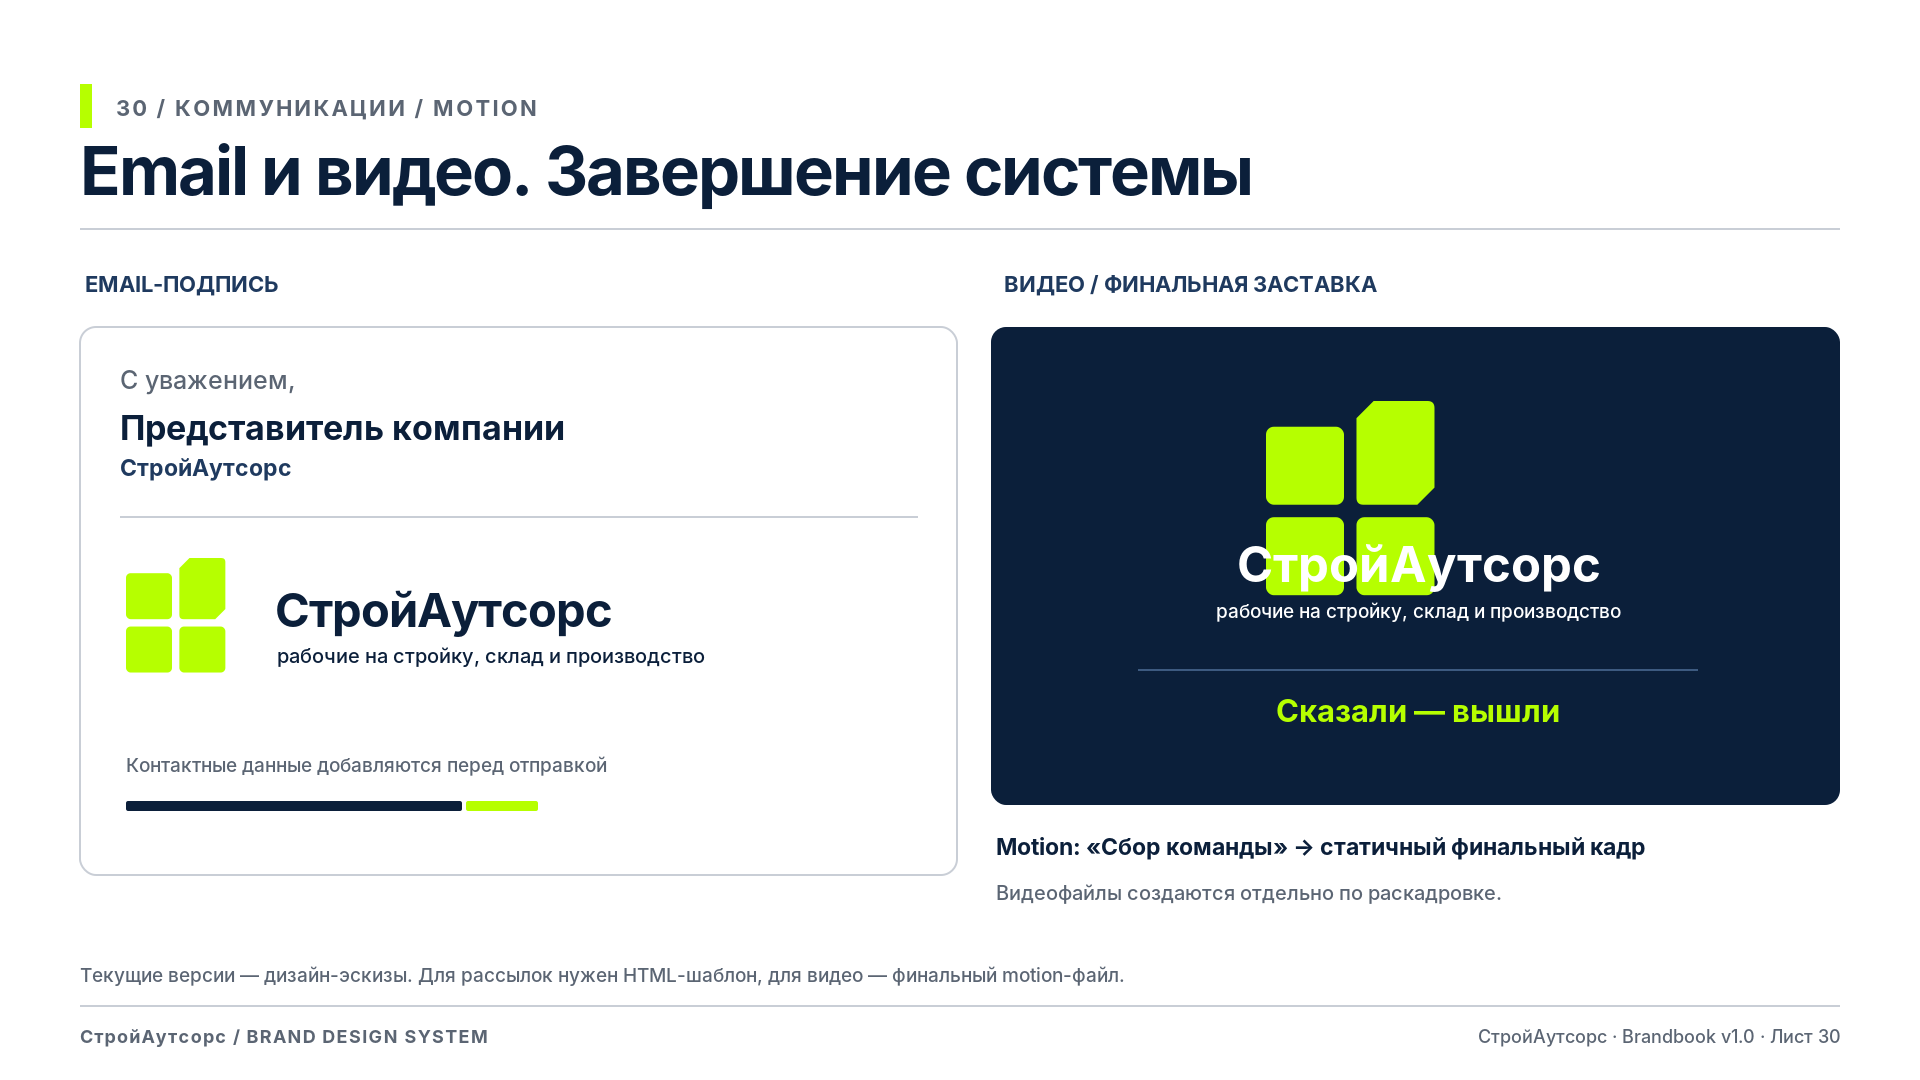 30 / КОММУНИКАЦИИ / MOTION
Email и видео. Завершение системы
EMAIL-ПОДПИСЬ
С уважением,
Представитель компании
СтройАутсорс
СтройАутсорс
рабочие на стройку, склад и производство
Контактные данные добавляются перед отправкой
ВИДЕО / ФИНАЛЬНАЯ ЗАСТАВКА
СтройАутсорс
рабочие на стройку, склад и производство
Сказали — вышли
Motion: «Сбор команды» → статичный финальный кадр
Видеофайлы создаются отдельно по раскадровке.
Текущие версии — дизайн-эскизы. Для рассылок нужен HTML-шаблон, для видео — финальный motion-файл.
СтройАутсорс / BRAND DESIGN SYSTEM
СтройАутсорс · Brandbook v1.0 · Лист 30